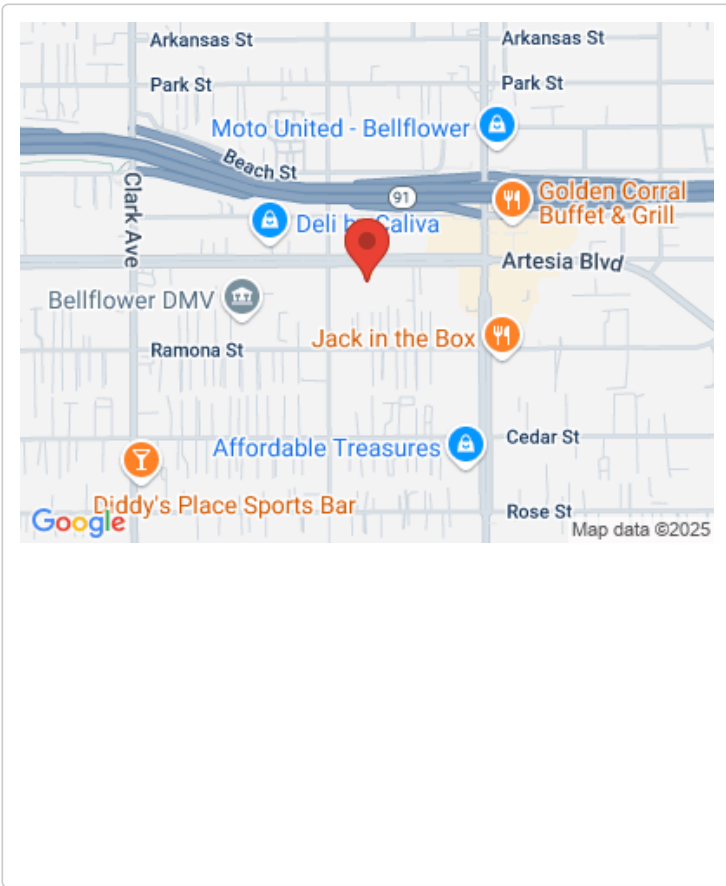 Arkansas St
Arkansas St
Park St
Park St
Moto United - Bellflower
Beach St
Clark Ave
91
Golden Corral
Buffet & Grill
Deli by Caliva
Artesia Blvd
Bellflower DMV
Jack in the Box
Ramona St
Cedar St
Affordable Treasures
Diddy's Place Sports Bar
Rose St
Google
Map data ©2025